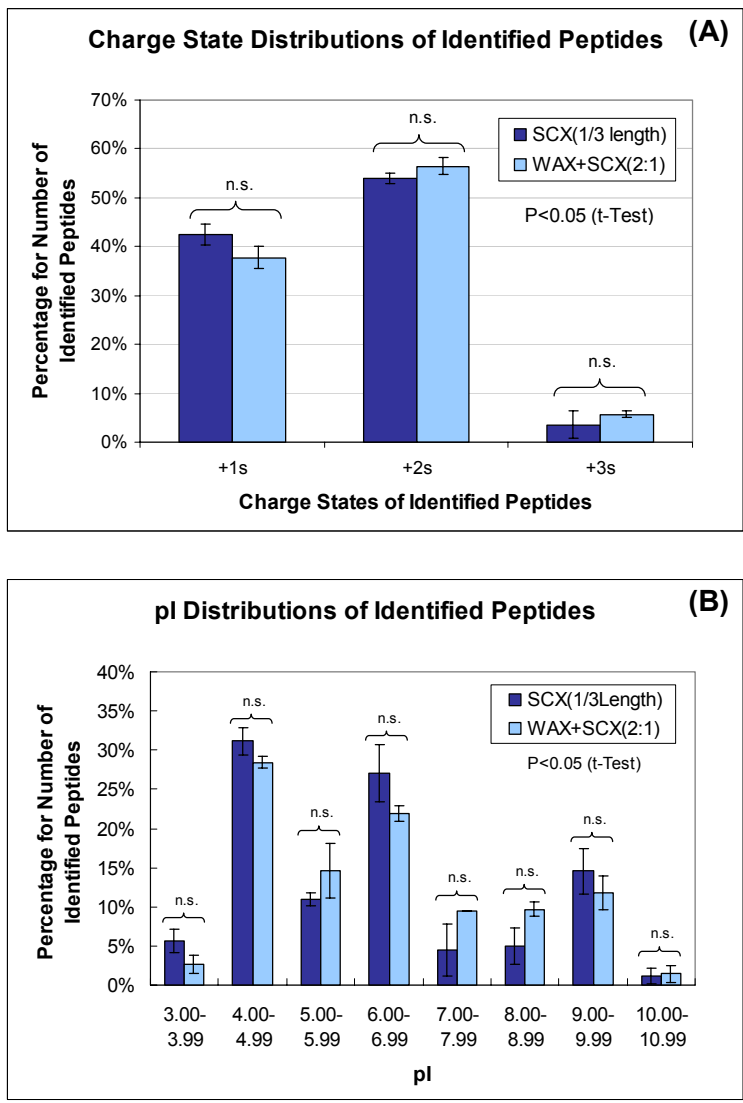 Charge State Distributions of Identified Peptides (A)
Percentage for Number of
Identified Peptides
70%
60%
50%
40%
30%
20%
10%
0%
n.s.
n.s.
n.s.
SCX(1/3 length)
WAX+SCX(2:1)
P<0.05 (t-Test)
+1s +2s +3s
Charge States of Identified Peptides
pI Distributions of Identified Peptides (B)
Percentage for Number of
Identified Peptides
40%
35%
30%
25%
20%
15%
10%
5%
0%
n.s.
n.s.
n.s.
n.s.
n.s.
n.s.
n.s.
n.s.
SCX(1/3Length)
WAX+SCX(2:1)
P<0.05 (t-Test)
3.00- 4.00- 5.00- 6.00- 7.00- 8.00- 9.00- 10.00-
3.99 4.99 5.99 6.99 7.99 8.99 9.99 10.99
pI